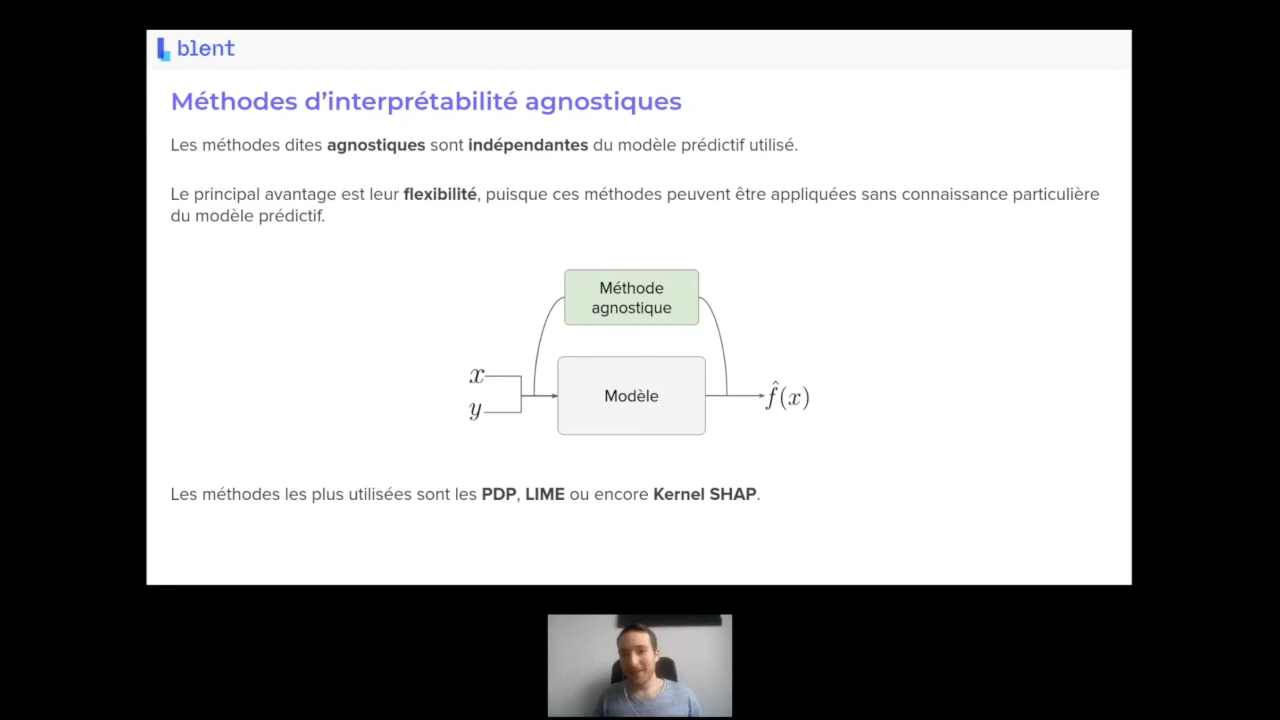 blent
Méthodes d’interprétabilité agnostiques
Les méthodes dites agnostiques sont indépendantes du modèle prédictif utilisé.
Le principal avantage est leur flexibilité, puisque ces méthodes peuvent être appliquées sans connaissance particulière
du modèle prédictif.
Méthode
agnostique
x
y
Modèle
f̂(x)
Les méthodes les plus utilisées sont les PDP, LIME ou encore Kernel SHAP.